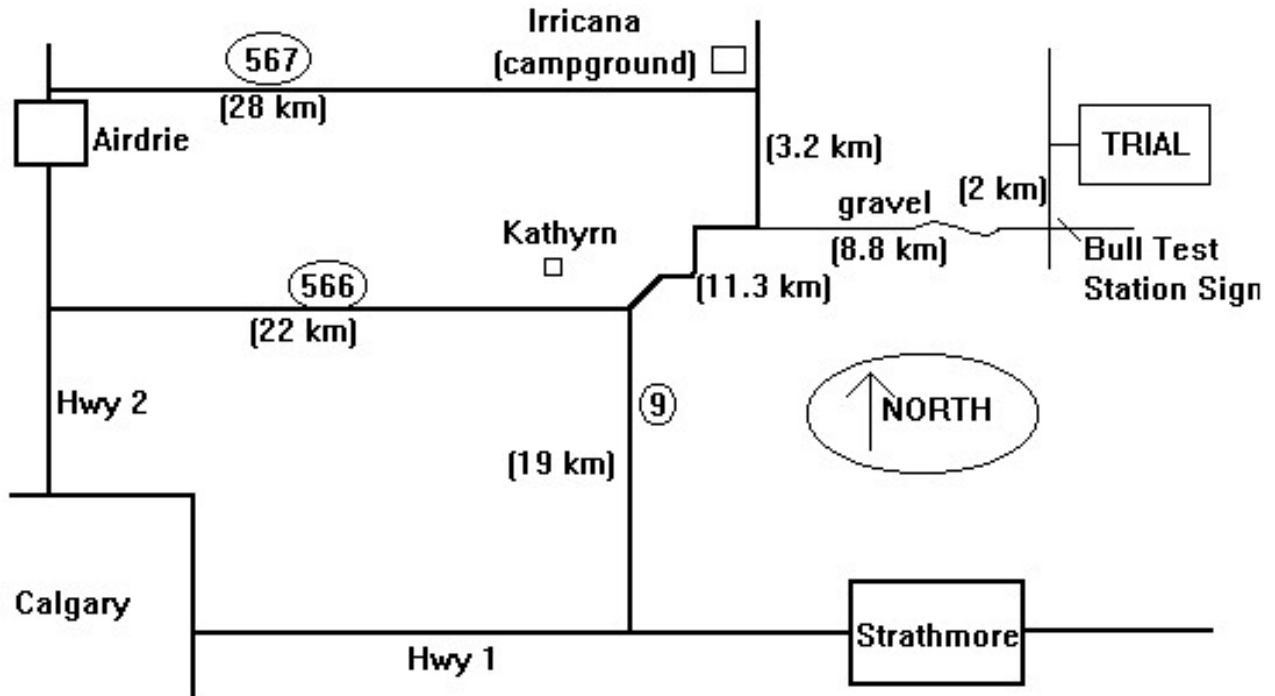 Irricana
(campground)
567
(28 km)
Airdrie
(3.2 km)
TRIAL
(2 km)
gravel
(8.8 km)
Bull Test
Station Sign
Kathyrn
(11.3 km)
566
(22 km)
Hwy 2
9
NORTH
(19 km)
Calgary
Strathmore
Hwy 1